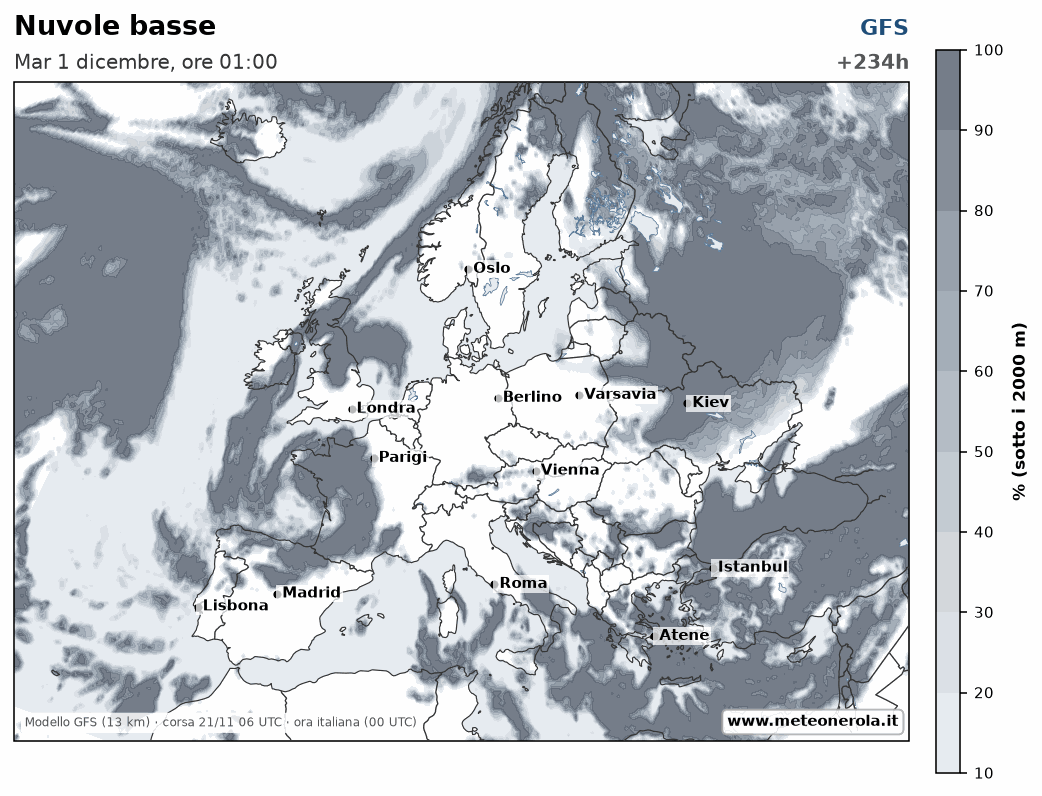 Nuvole basse
GFS
Mar 1 dicembre, ore 01:00
+234h
100
90
80
70
60
50
40
30
20
10
% (sotto i 2000 m)
Oslo
Berlino
Varsavia
Kiev
Londra
Parigi
Vienna
Istanbul
Roma
Madrid
Lisbona
Atene
Modello GFS (13 km) · corsa 21/11 06 UTC · ora italiana (00 UTC)
www.meteonerola.it